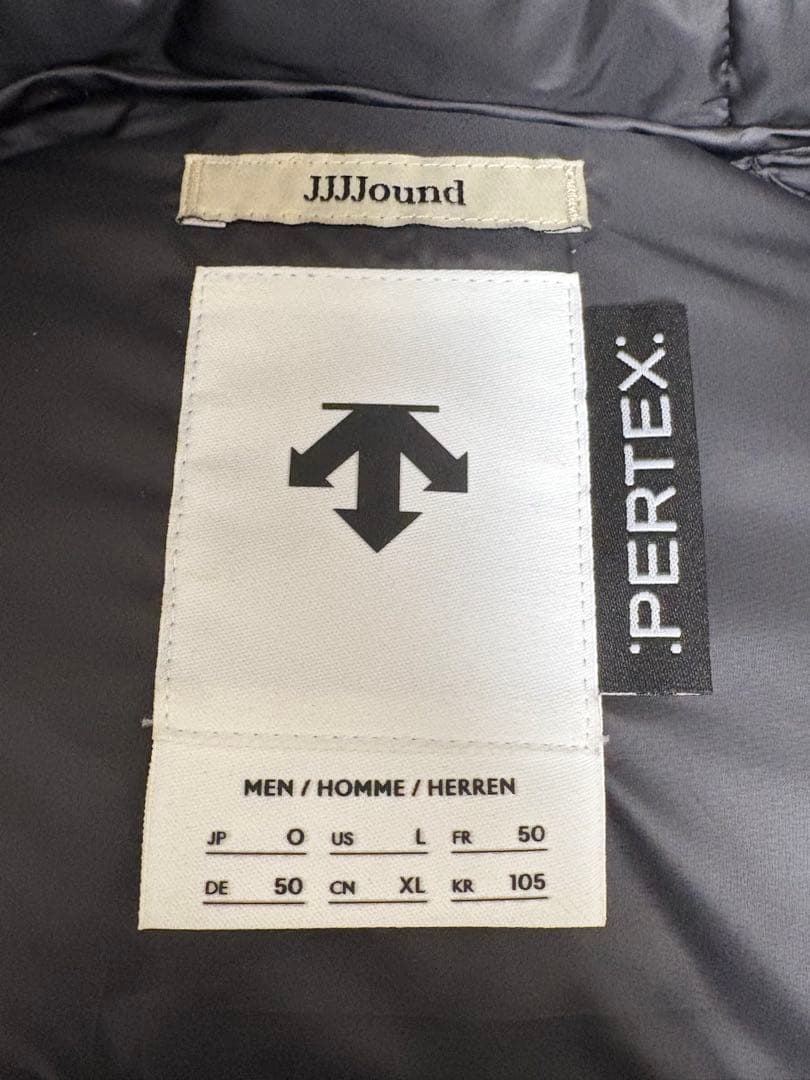 JJJJound
:PERTEX:
MEN / HOMME / HERREN
JP O US L FR 50
DE 50 CN XL KR 105